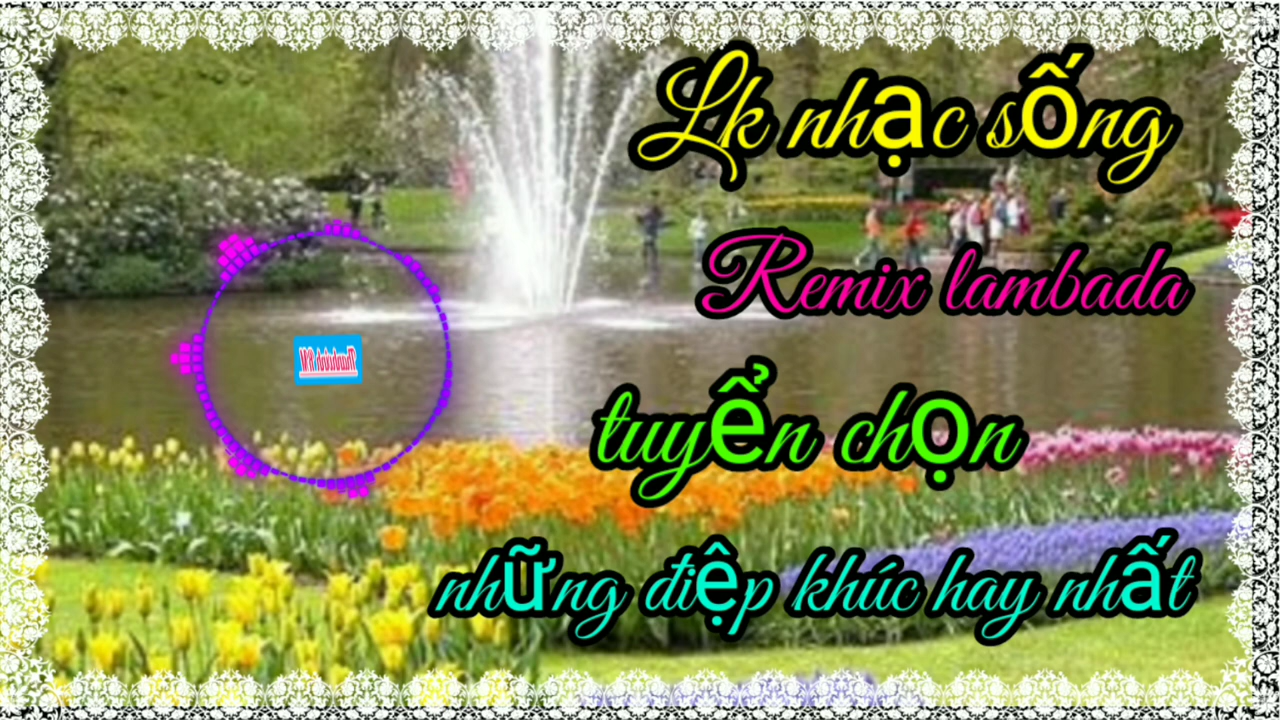 Lk nhạc sống
Remix lambada
tuyển chọn
những điệp khúc hay nhất